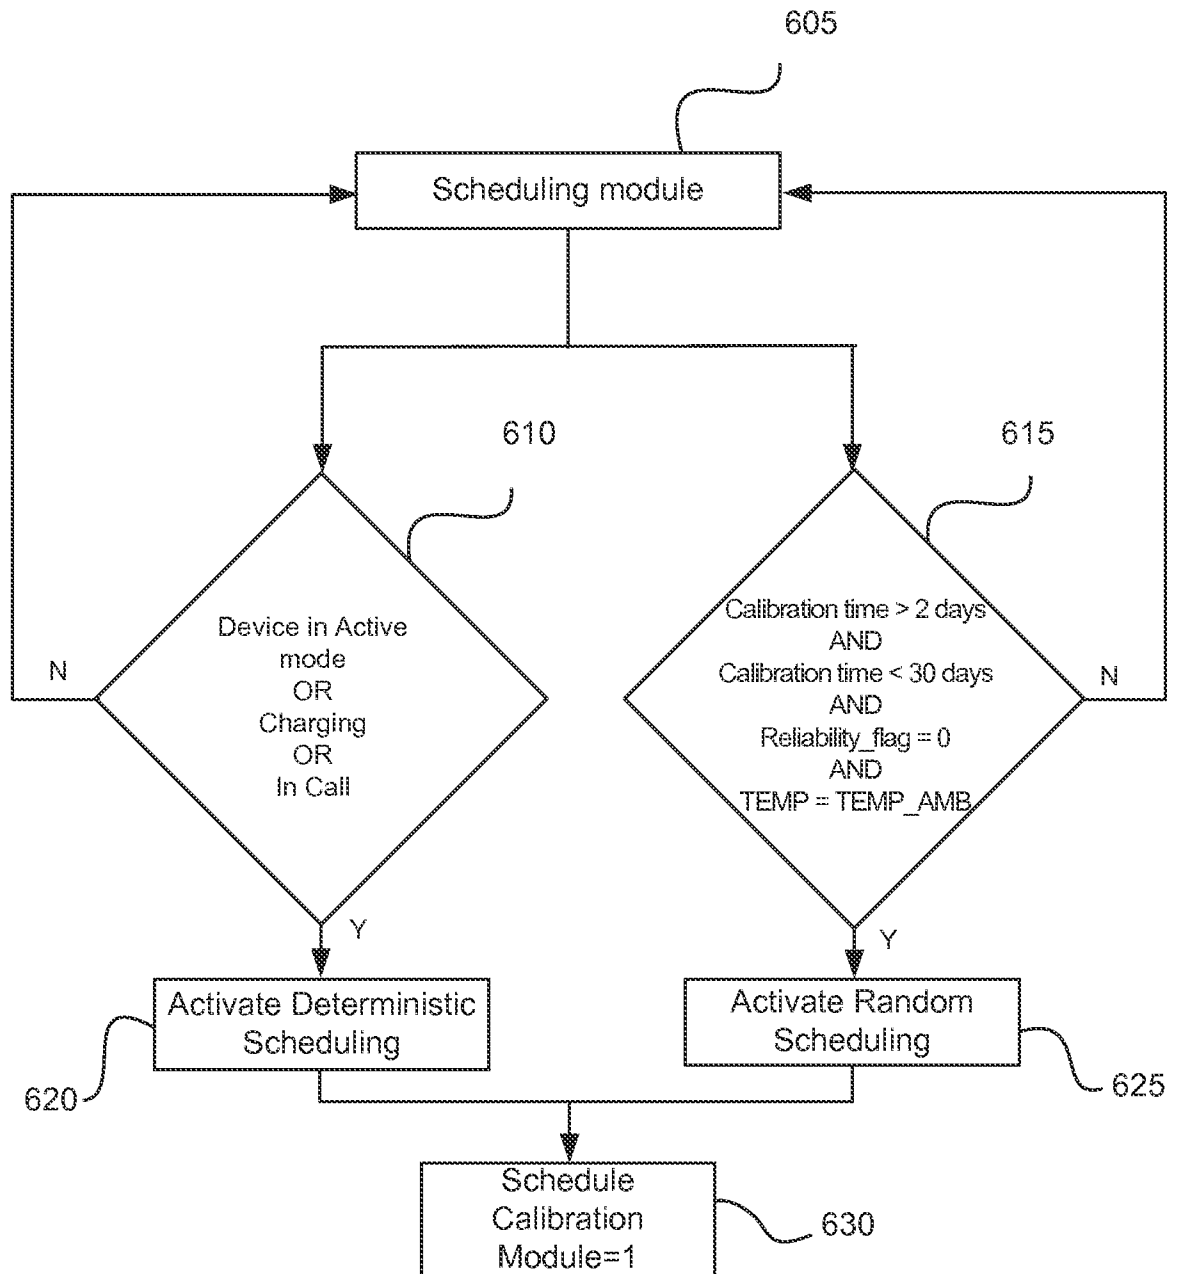 605
Scheduling module
610
615
Device in Active
mode
OR
Charging
OR
In Call
N
Calibration time > 2 days
AND
Calibration time < 30 days
AND
Reliability_flag = 0
AND
TEMP = TEMP_AMB
N
Y
Y
Activate Deterministic
Scheduling
Activate Random
Scheduling
620
625
Schedule
Calibration
Module=1
630